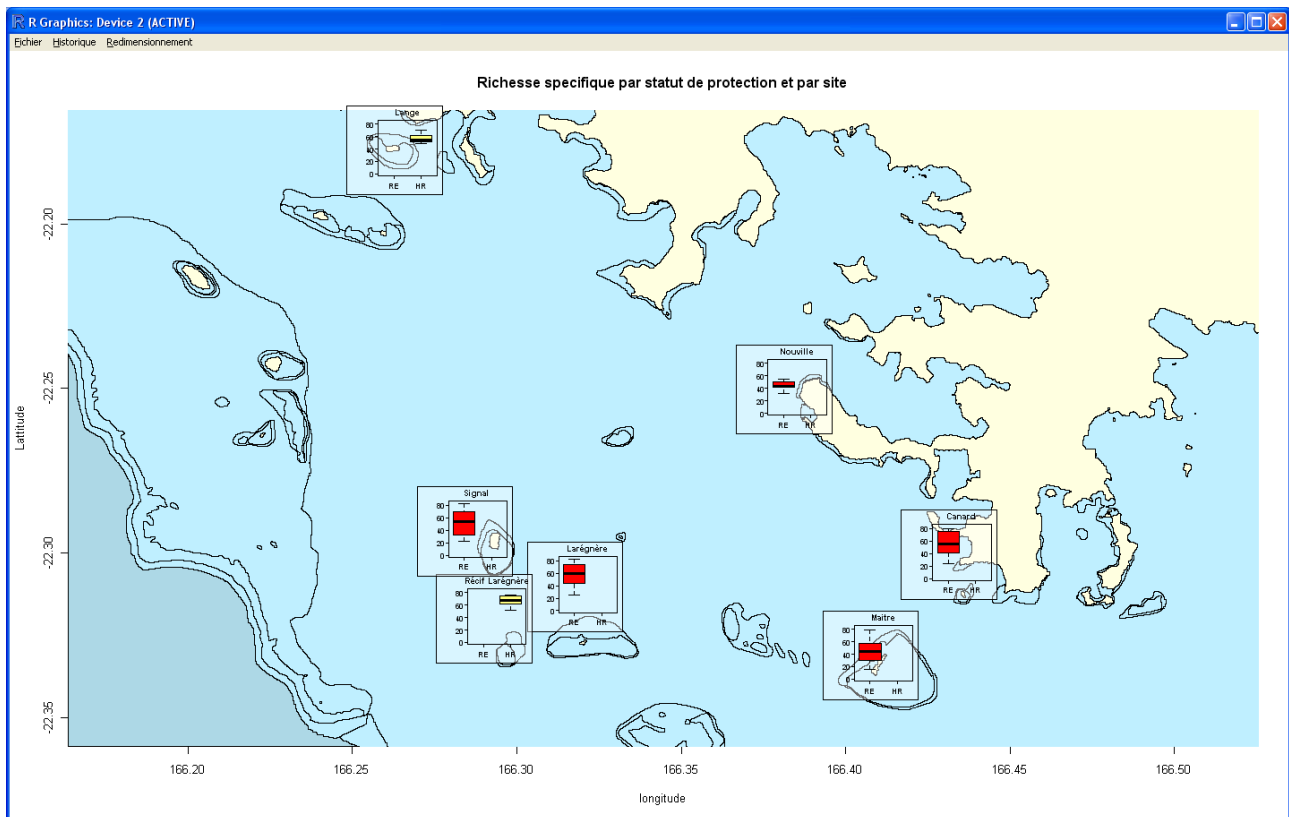 R Graphics: Device 2 (ACTIVE)
Fichier Historique Redimensionnement
Richesse specifique par statut de protection et par site
Lange
80
60
40
20
0
RE HR
Nouville
80
60
40
20
0
RE HR
Signal
80
60
40
20
0
RE HR
Canard
80
60
40
20
0
RE HR
Larégnère
80
60
40
20
0
RE HR
Récif Larégnère
80
60
40
20
0
RE HR
Maitre
80
60
40
20
0
RE HR
Lattitude
-22.20
-22.25
-22.30
-22.35
166.20 166.25 166.30 166.35 166.40 166.45 166.50
longitude